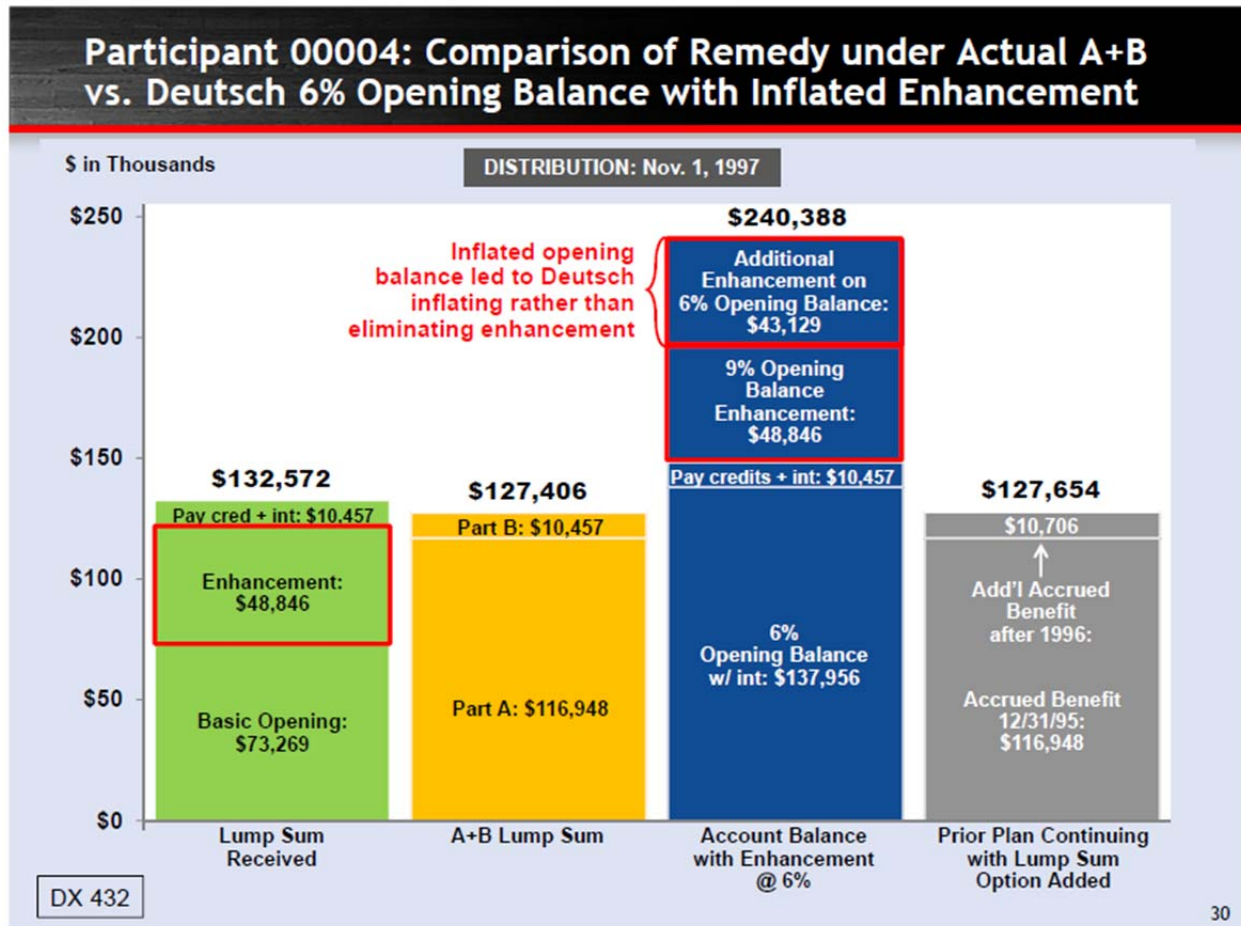 Participant 00004: Comparison of Remedy under Actual A+B
vs. Deutsch 6% Opening Balance with Inflated Enhancement
$ in Thousands
DISTRIBUTION: Nov. 1, 1997
$250
$200
$150
$100
$50
$0
Inflated opening
balance led to Deutsch
inflating rather than
eliminating enhancement
$132,572
Pay cred + int: $10,457
Enhancement:
$48,846
Basic Opening:
$73,269
Lump Sum
Received
$127,406
Part B: $10,457
Part A: $116,948
A+B Lump Sum
$240,388
Additional
Enhancement on
6% Opening Balance:
$43,129
9% Opening
Balance
Enhancement:
$48,846
Pay credits + int: $10,457
6%
Opening Balance
w/ int: $137,956
Account Balance
with Enhancement
@ 6%
$127,654
$10,706
Add'l Accrued
Benefit
after 1996:
Accrued Benefit
12/31/95:
$116,948
Prior Plan Continuing
with Lump Sum
Option Added
DX 432
30